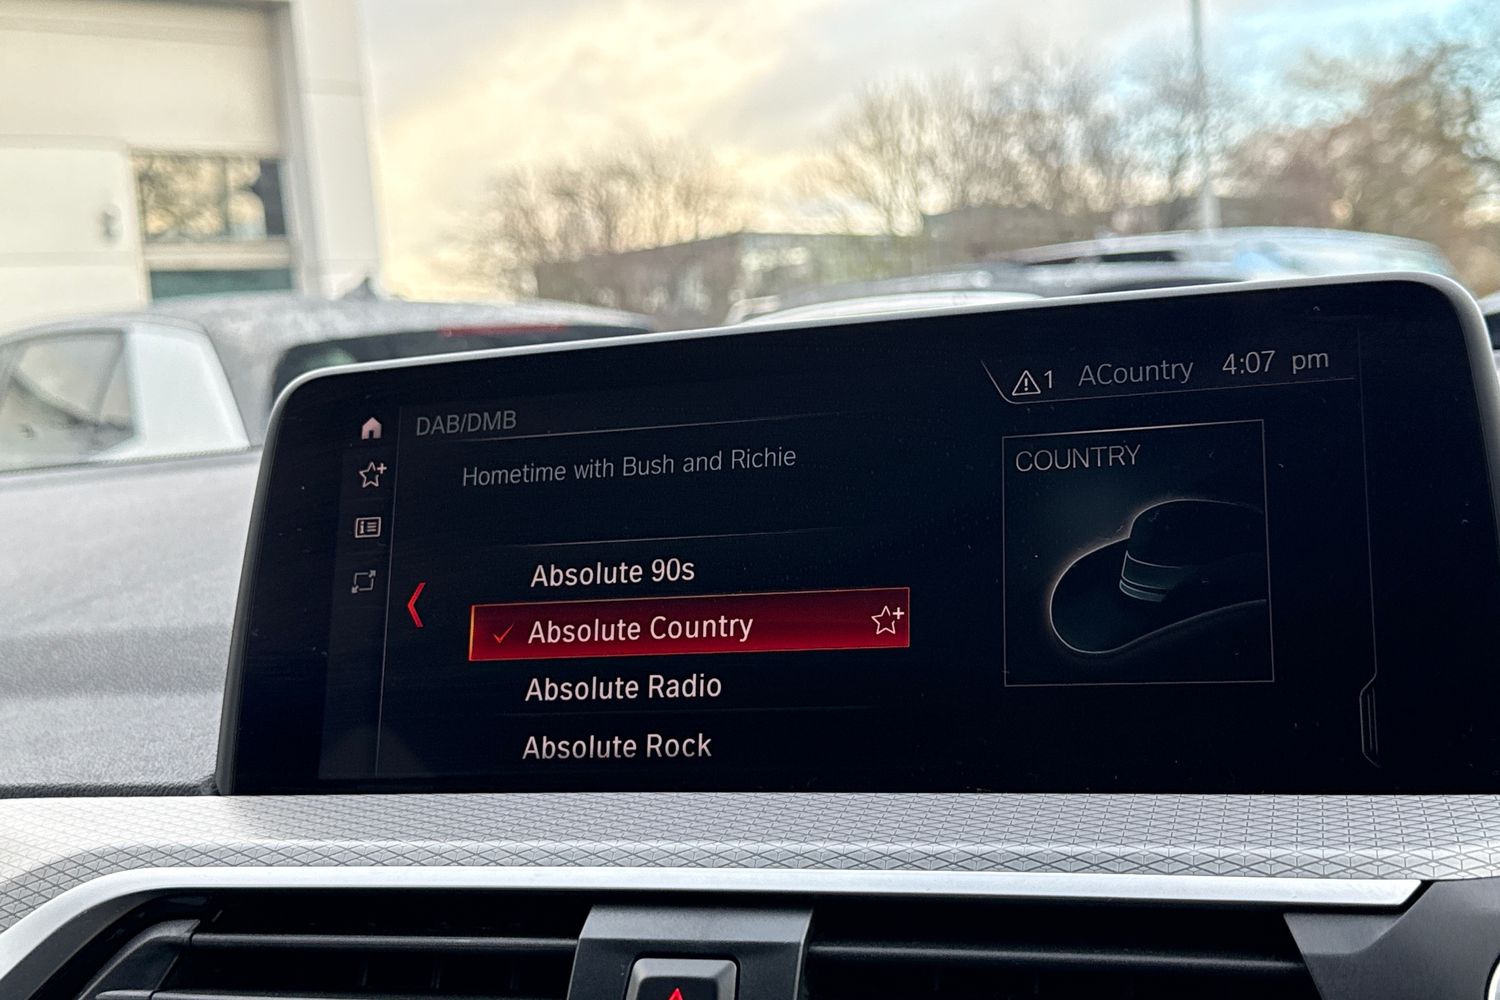 1 ACountry 4:07 pm
DAB/DMB
Hometime with Bush and Richie
COUNTRY
Absolute 90s
Absolute Country
Absolute Radio
Absolute Rock